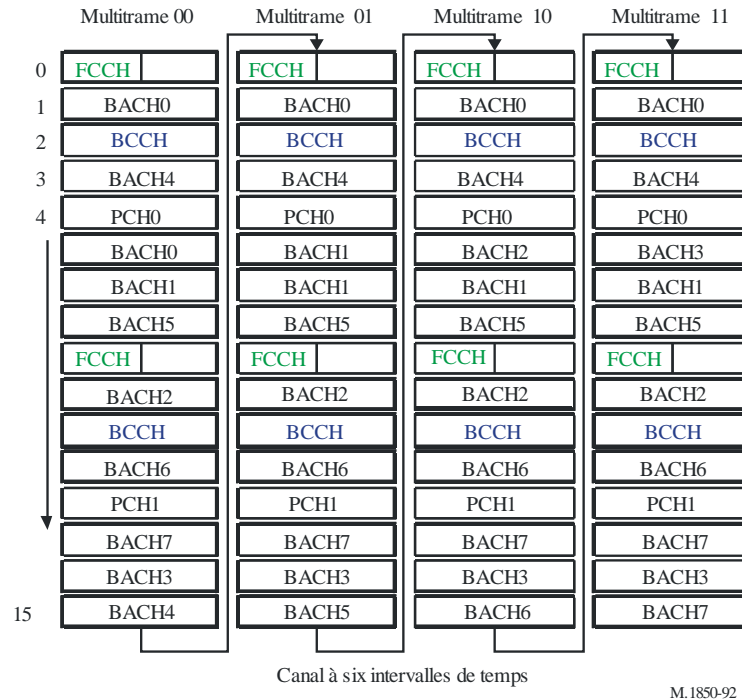 Multitrame 00 Multitrame 01 Multitrame 10 Multitrame 11
0 FCCH FCCH FCCH FCCH
1 BACH0 BACH0 BACH0 BACH0
2 BCCH BCCH BCCH BCCH
3 BACH4 BACH4 BACH4 BACH4
4 PCH0 PCH0 PCH0 PCH0
BACH0 BACH1 BACH2 BACH3
BACH1 BACH1 BACH1 BACH1
BACH5 BACH5 BACH5 BACH5
FCCH FCCH FCCH FCCH
BACH2 BACH2 BACH2 BACH2
BCCH BCCH BCCH BCCH
BACH6 BACH6 BACH6 BACH6
PCH1 PCH1 PCH1 PCH1
BACH7 BACH7 BACH7 BACH7
BACH3 BACH3 BACH3 BACH3
15 BACH4 BACH5 BACH6 BACH7
Canal à six intervalles de temps
M.1850-92